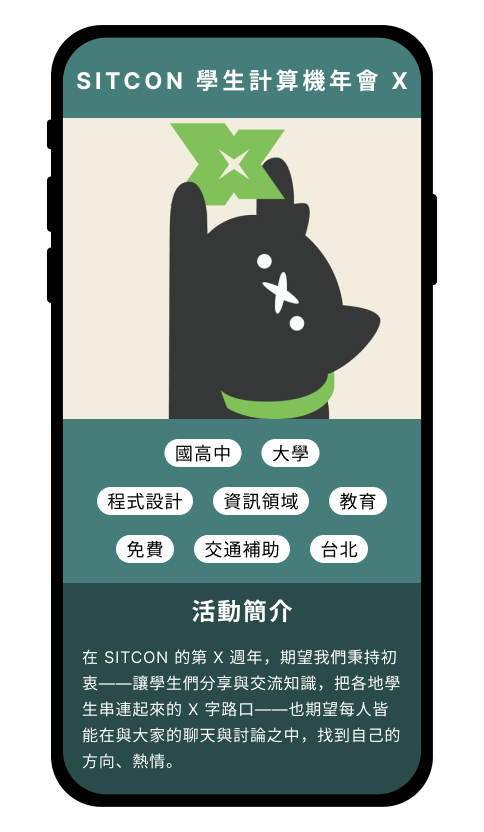 SITCON 學生計算機年會 X
國高中 大學
程式設計 資訊領域 教育
免費 交通補助 台北
活動簡介
在 SITCON 的第 X 週年，期望我們秉持初
衷——讓學生們分享與交流知識，把各地學
生串連起來的 X 字路口——也期望每人皆
能在與大家的聊天與討論之中，找到自己的
方向、熱情。